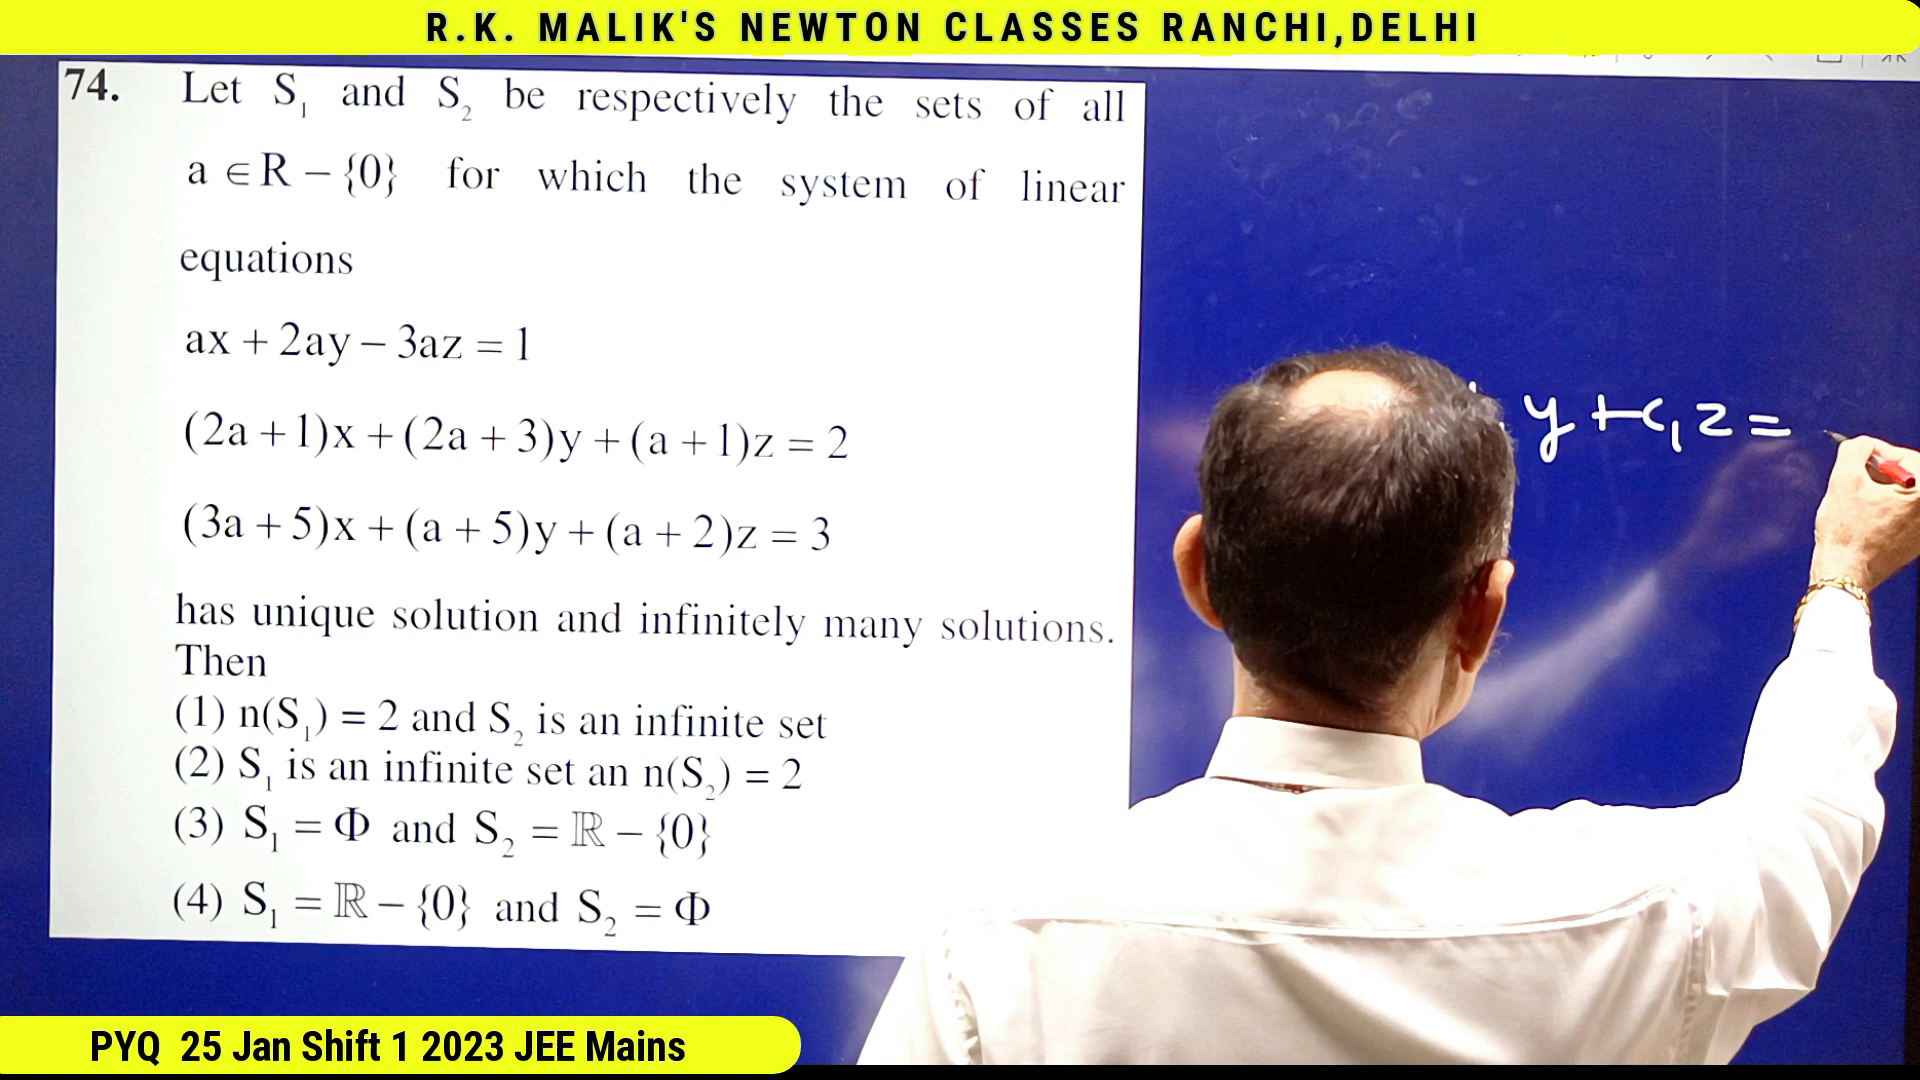 R.K. MALIK'S NEWTON CLASSES RANCHI,DELHI
74. Let S₁ and S₂ be respectively the sets of all
a ∈ R − {0} for which the system of linear
equations
ax + 2ay − 3az = 1
(2a + 1)x + (2a + 3)y + (a + 1)z = 2
(3a + 5)x + (a + 5)y + (a + 2)z = 3
has unique solution and infinitely many solutions.
Then
(1) n(S₁) = 2 and S₂ is an infinite set
(2) S₁ is an infinite set an n(S₂) = 2
(3) S₁ = Φ and S₂ = ℝ − {0}
(4) S₁ = ℝ − {0} and S₂ = Φ
y + c₁ z =
PYQ 25 Jan Shift 1 2023 JEE Mains